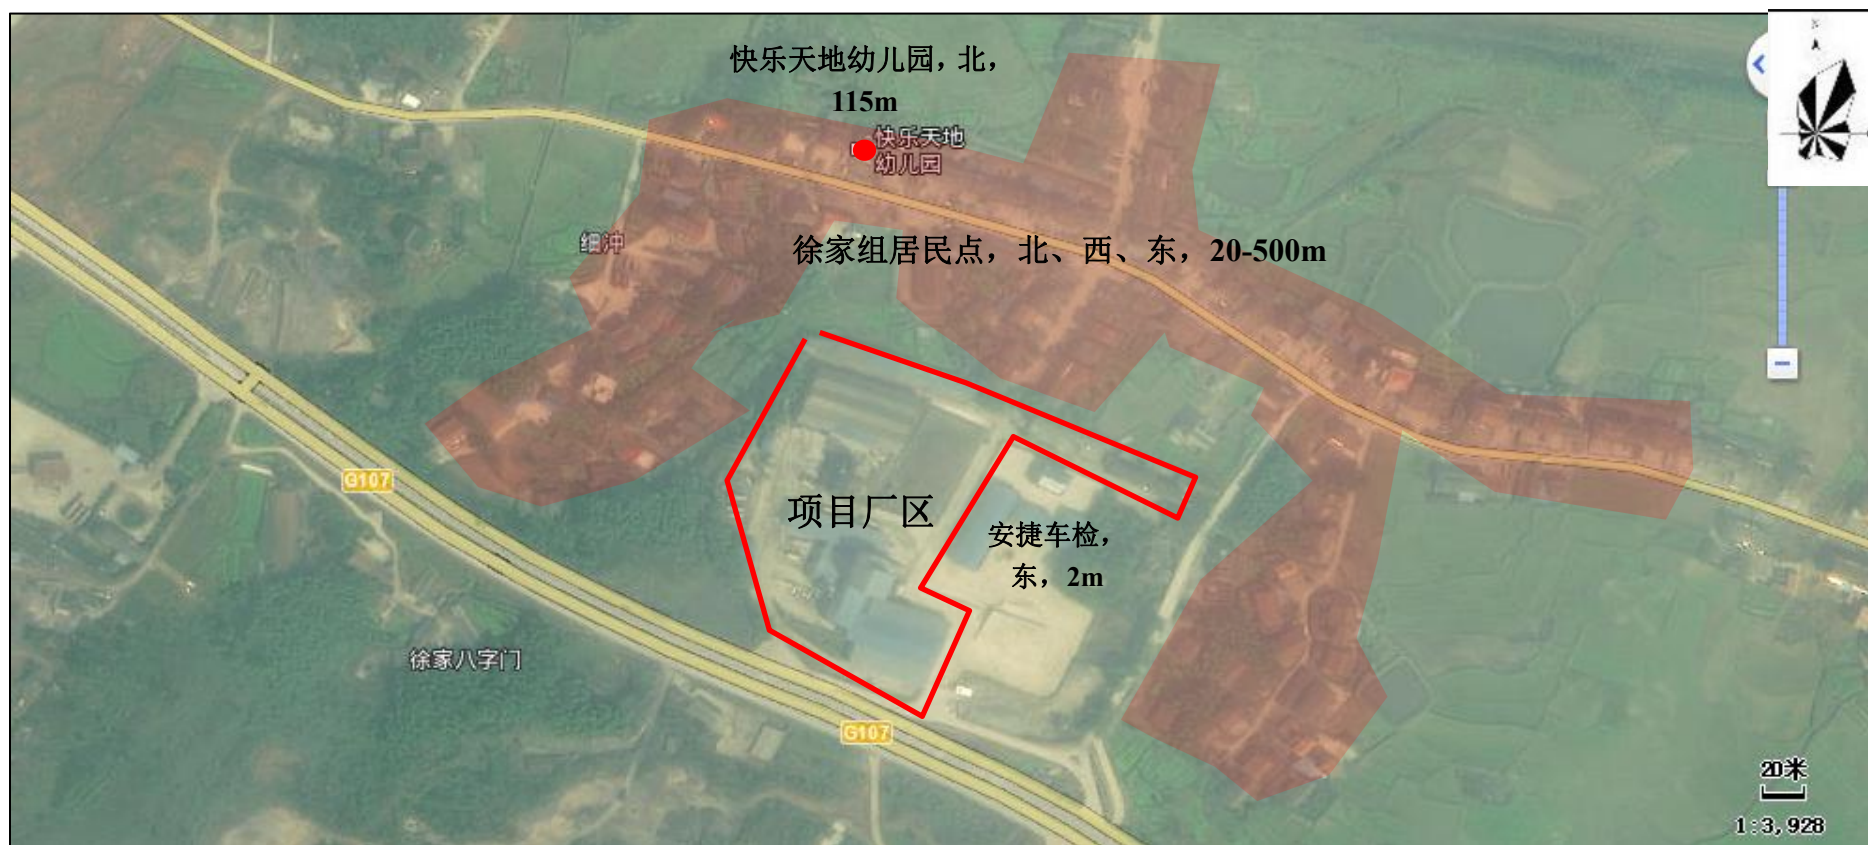 快乐天地幼儿园，北，
115m
快乐天地
幼儿园
细冲
徐家组居民点，北、西、东，20-500m
G107
项目厂区
安捷车检，
东，2m
徐家八字门
G107
20米
1:3,928